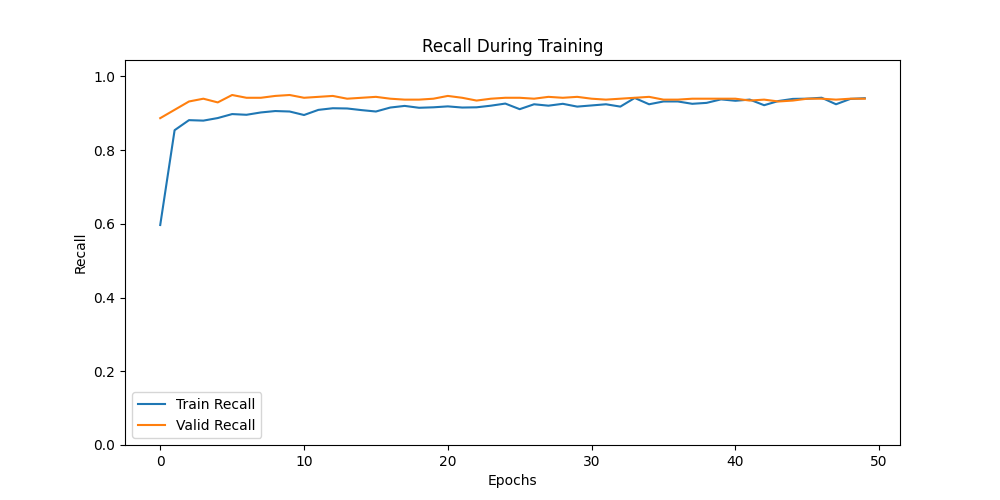 Recall During Training
1.0
0.8
0.6
0.4
0.2
0.0
Recall
Train Recall
Valid Recall
0 10 20 30 40 50
Epochs